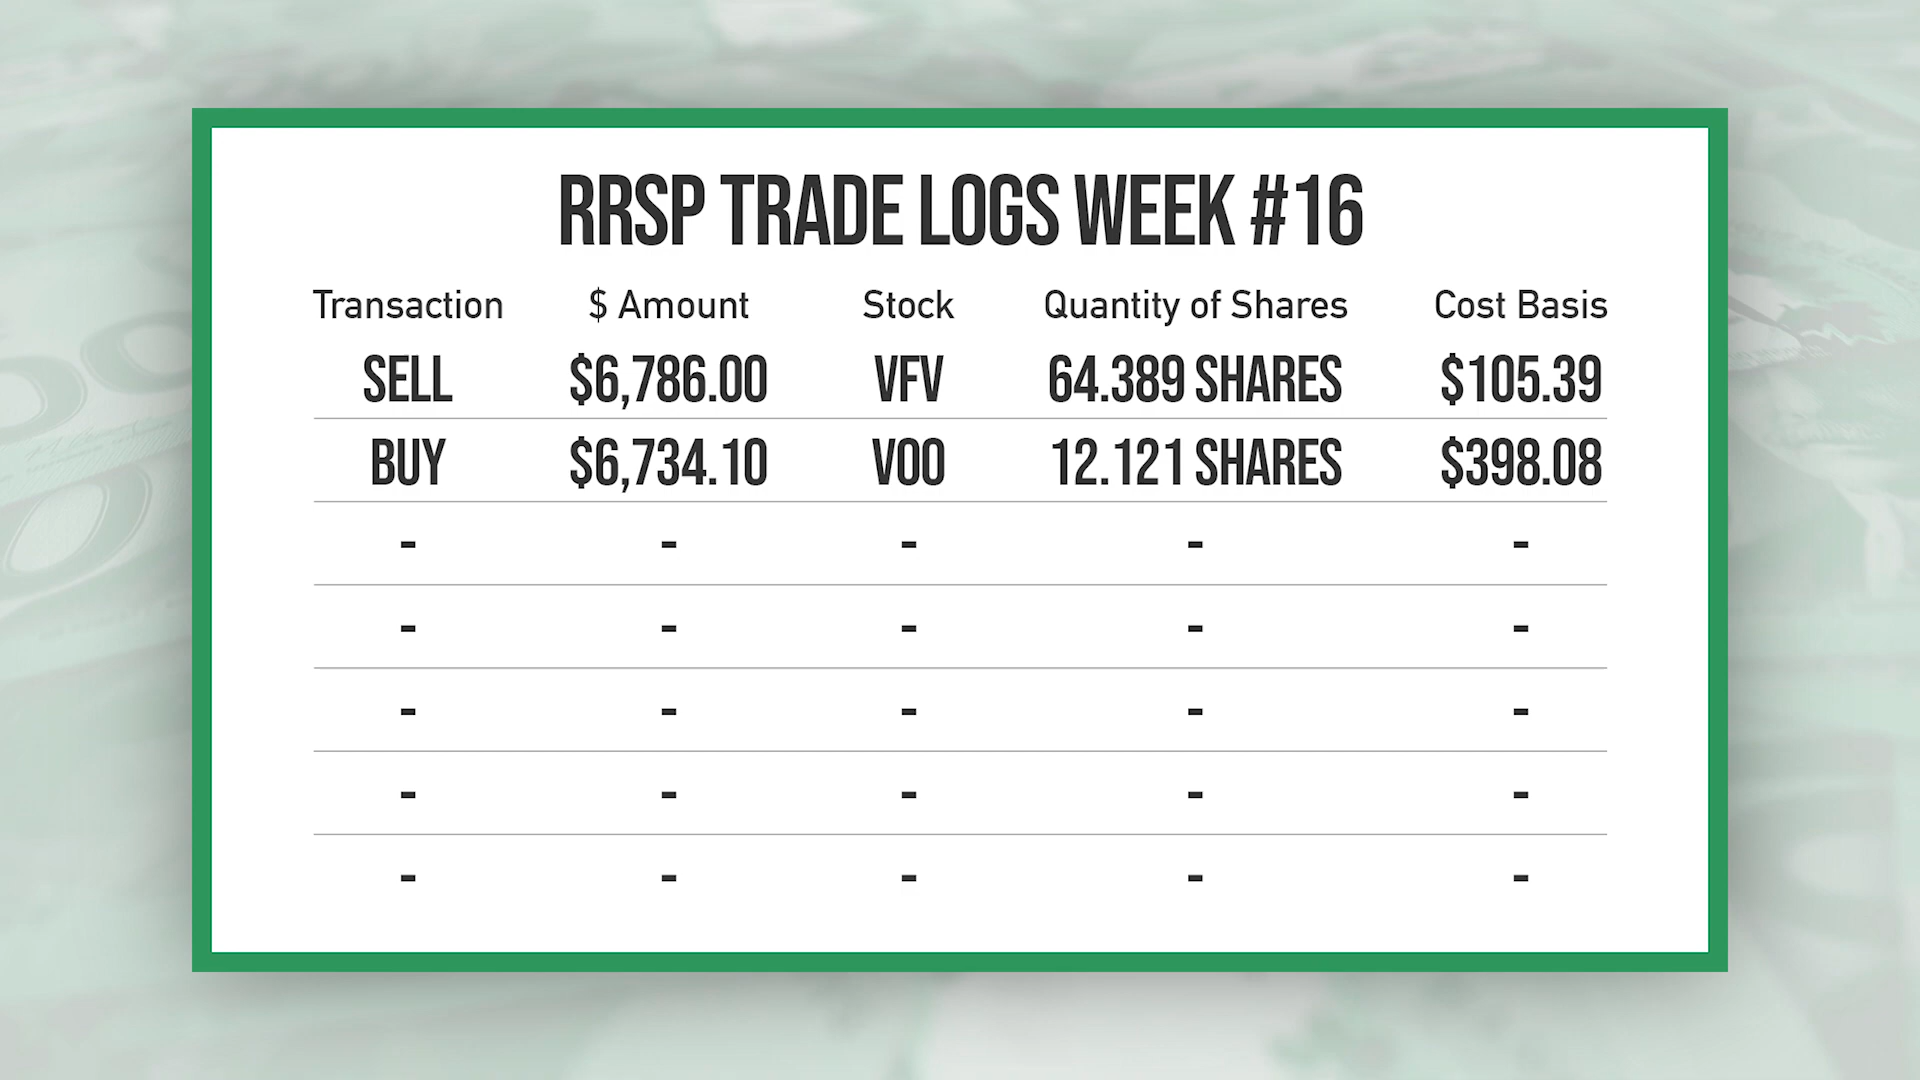 RRSP TRADE LOGS WEEK #16
Transaction $ Amount Stock Quantity of Shares Cost Basis
SELL $6,786.00 VFV 64.389 SHARES $105.39
BUY $6,734.10 VOO 12.121 SHARES $398.08
- - - - -
- - - - -
- - - - -
- - - - -
- - - - -